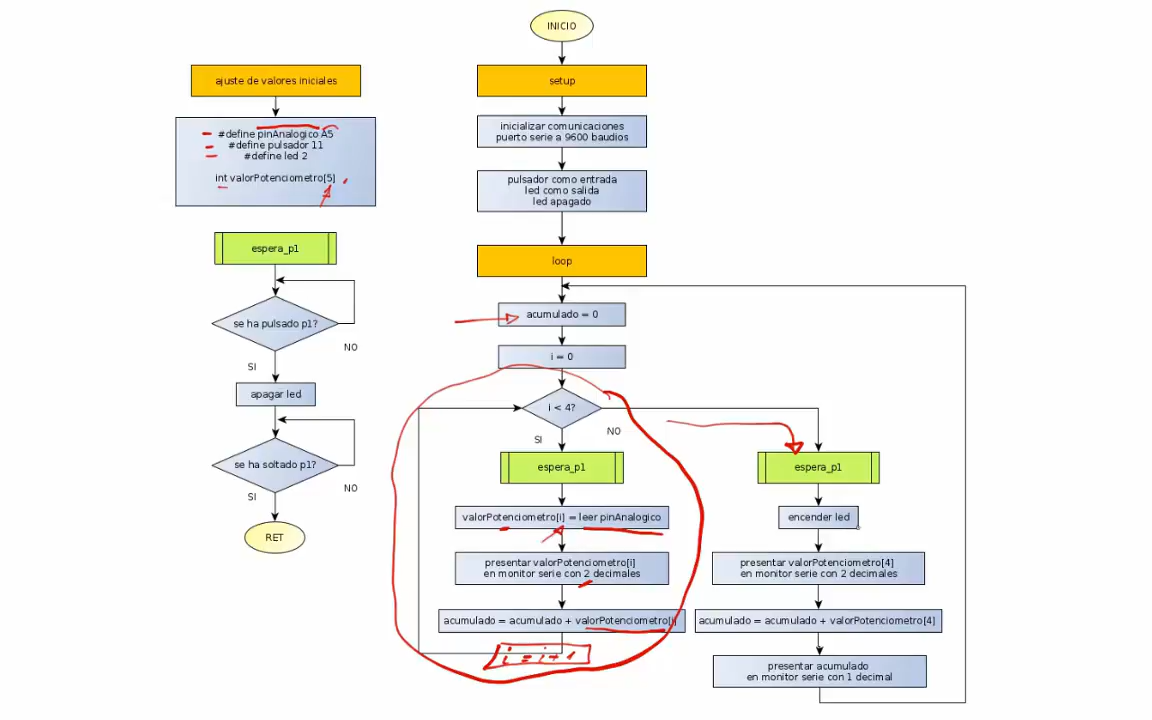 ajuste de valores iniciales
#define pinAnalogico A5
#define pulsador 11
#define led 2
int valorPotenciometro[5]
espera_p1
se ha pulsado p1?
NO
SI
apagar led
se ha soltado p1?
NO
SI
RET
INICIO
setup
inicializar comunicaciones
puerto serie a 9600 baudios
pulsador como entrada
led como salida
led apagado
loop
acumulado = 0
i = 0
i < 4?
SI
NO
espera_p1
valorPotenciometro[i] = leer pinAnalogico
presentar valorPotenciometro[i]
en monitor serie con 2 decimales
acumulado = acumulado + valorPotenciometro[i]
i = i + 1
espera_p1
encender led
presentar valorPotenciometro[4]
en monitor serie con 2 decimales
acumulado = acumulado + valorPotenciometro[4]
presentar acumulado
en monitor serie con 1 decimal